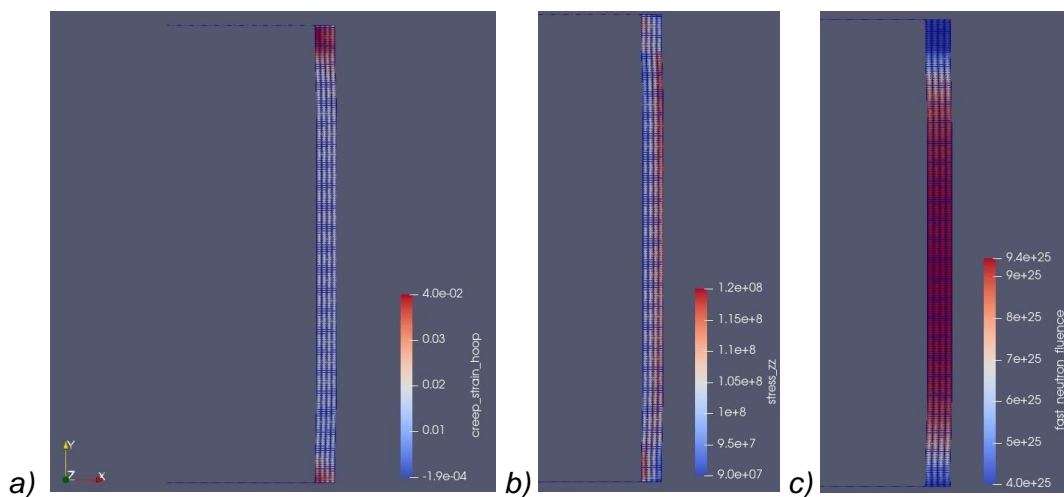 a)
4.0e-02
0.03
0.02
0.01
-1.9e-04
creep_strain_hoop
Y
Z
X
b)
1.2e+08
1.15e+8
1.1e+8
1.05e+8
1e+8
9.5e+7
9.0e+07
stress_zz
c)
9.4e+25
9e+25
8e+25
7e+25
6e+25
5e+25
4.0e+25
fast_neutron_fluence